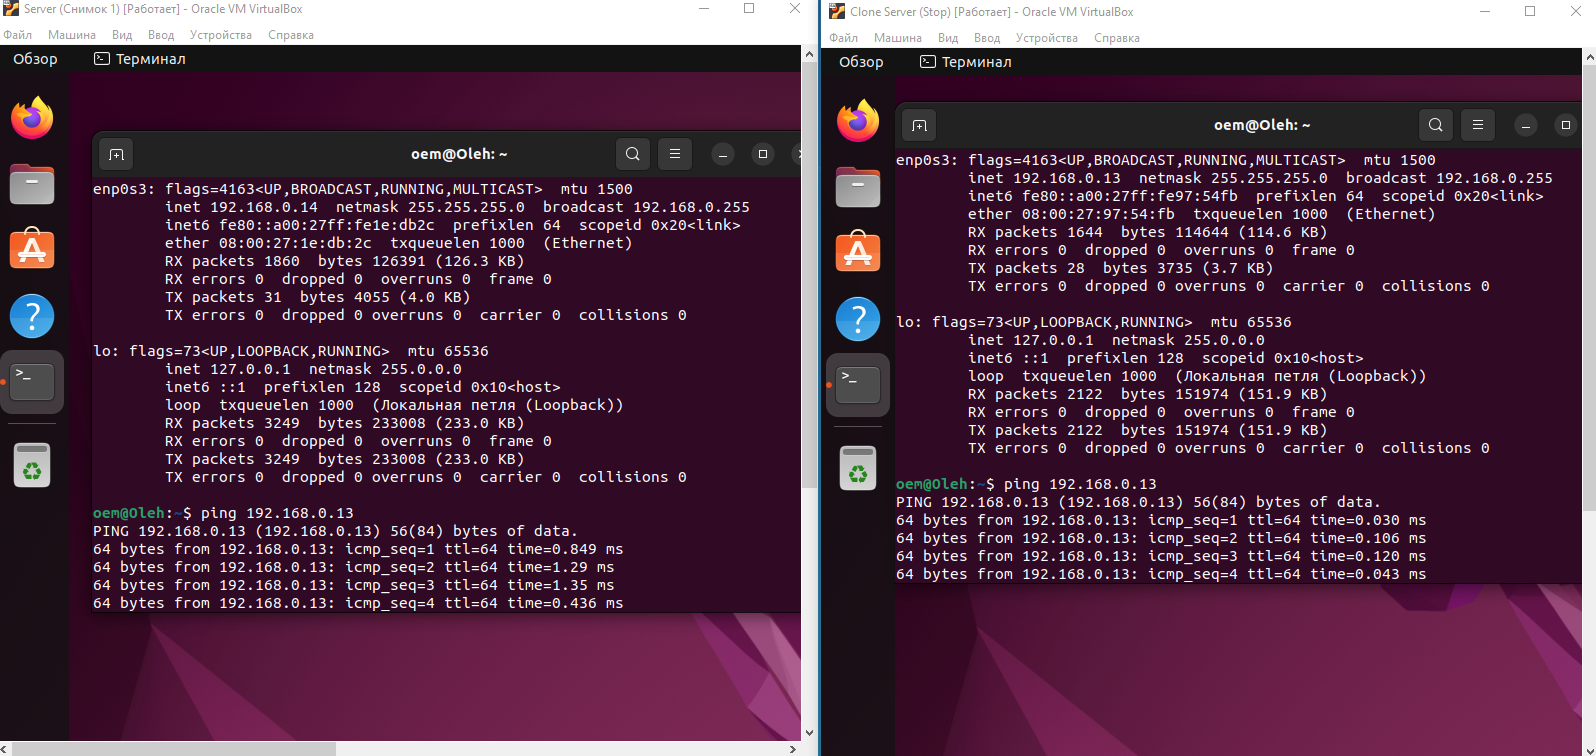 Server (Снимок 1) [Работает] - Oracle VM VirtualBox
Файл Машина Вид Ввод Устройства Справка
Обзор Терминал
oem@Oleh: ~
enp0s3: flags=4163<UP,BROADCAST,RUNNING,MULTICAST>  mtu 1500
        inet 192.168.0.14  netmask 255.255.255.0  broadcast 192.168.0.255
        inet6 fe80::a00:27ff:fe1e:db2c  prefixlen 64  scopeid 0x20<link>
        ether 08:00:27:1e:db:2c  txqueuelen 1000  (Ethernet)
        RX packets 1860  bytes 126391 (126.3 KB)
        RX errors 0  dropped 0  overruns 0  frame 0
        TX packets 31  bytes 4055 (4.0 KB)
        TX errors 0  dropped 0 overruns 0  carrier 0  collisions 0
lo: flags=73<UP,LOOPBACK,RUNNING>  mtu 65536
        inet 127.0.0.1  netmask 255.0.0.0
        inet6 ::1  prefixlen 128  scopeid 0x10<host>
        loop  txqueuelen 1000  (Локальная петля (Loopback))
        RX packets 3249  bytes 233008 (233.0 KB)
        RX errors 0  dropped 0  overruns 0  frame 0
        TX packets 3249  bytes 233008 (233.0 KB)
        TX errors 0  dropped 0 overruns 0  carrier 0  collisions 0
oem@Oleh:~$ ping 192.168.0.13
PING 192.168.0.13 (192.168.0.13) 56(84) bytes of data.
64 bytes from 192.168.0.13: icmp_seq=1 ttl=64 time=0.849 ms
64 bytes from 192.168.0.13: icmp_seq=2 ttl=64 time=1.29 ms
64 bytes from 192.168.0.13: icmp_seq=3 ttl=64 time=1.35 ms
64 bytes from 192.168.0.13: icmp_seq=4 ttl=64 time=0.436 ms
Clone Server (Stop) [Работает] - Oracle VM VirtualBox
Файл Машина Вид Ввод Устройства Справка
Обзор Терминал
oem@Oleh: ~
enp0s3: flags=4163<UP,BROADCAST,RUNNING,MULTICAST>  mtu 1500
        inet 192.168.0.13  netmask 255.255.255.0  broadcast 192.168.0.255
        inet6 fe80::a00:27ff:fe97:54fb  prefixlen 64  scopeid 0x20<link>
        ether 08:00:27:97:54:fb  txqueuelen 1000  (Ethernet)
        RX packets 1644  bytes 114644 (114.6 KB)
        RX errors 0  dropped 0  overruns 0  frame 0
        TX packets 28  bytes 3735 (3.7 KB)
        TX errors 0  dropped 0 overruns 0  carrier 0  collisions 0
lo: flags=73<UP,LOOPBACK,RUNNING>  mtu 65536
        inet 127.0.0.1  netmask 255.0.0.0
        inet6 ::1  prefixlen 128  scopeid 0x10<host>
        loop  txqueuelen 1000  (Локальная петля (Loopback))
        RX packets 2122  bytes 151974 (151.9 KB)
        RX errors 0  dropped 0  overruns 0  frame 0
        TX packets 2122  bytes 151974 (151.9 KB)
        TX errors 0  dropped 0 overruns 0  carrier 0  collisions 0
oem@Oleh:~$ ping 192.168.0.13
PING 192.168.0.13 (192.168.0.13) 56(84) bytes of data.
64 bytes from 192.168.0.13: icmp_seq=1 ttl=64 time=0.030 ms
64 bytes from 192.168.0.13: icmp_seq=2 ttl=64 time=0.106 ms
64 bytes from 192.168.0.13: icmp_seq=3 ttl=64 time=0.120 ms
64 bytes from 192.168.0.13: icmp_seq=4 ttl=64 time=0.043 ms